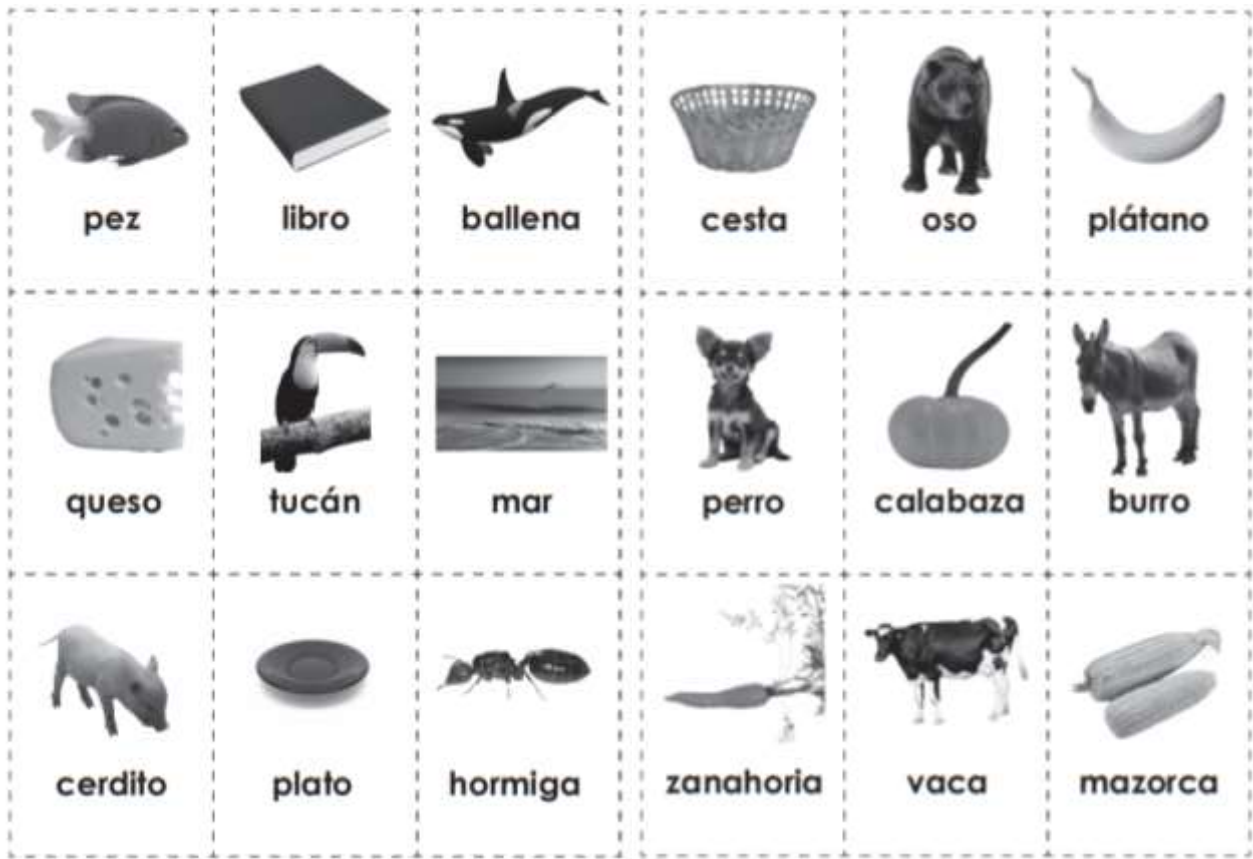 pez libro ballena cesta oso plátano
queso tucán mar perro calabaza burro
cerdito plato hormiga zanahoria vaca mazorca